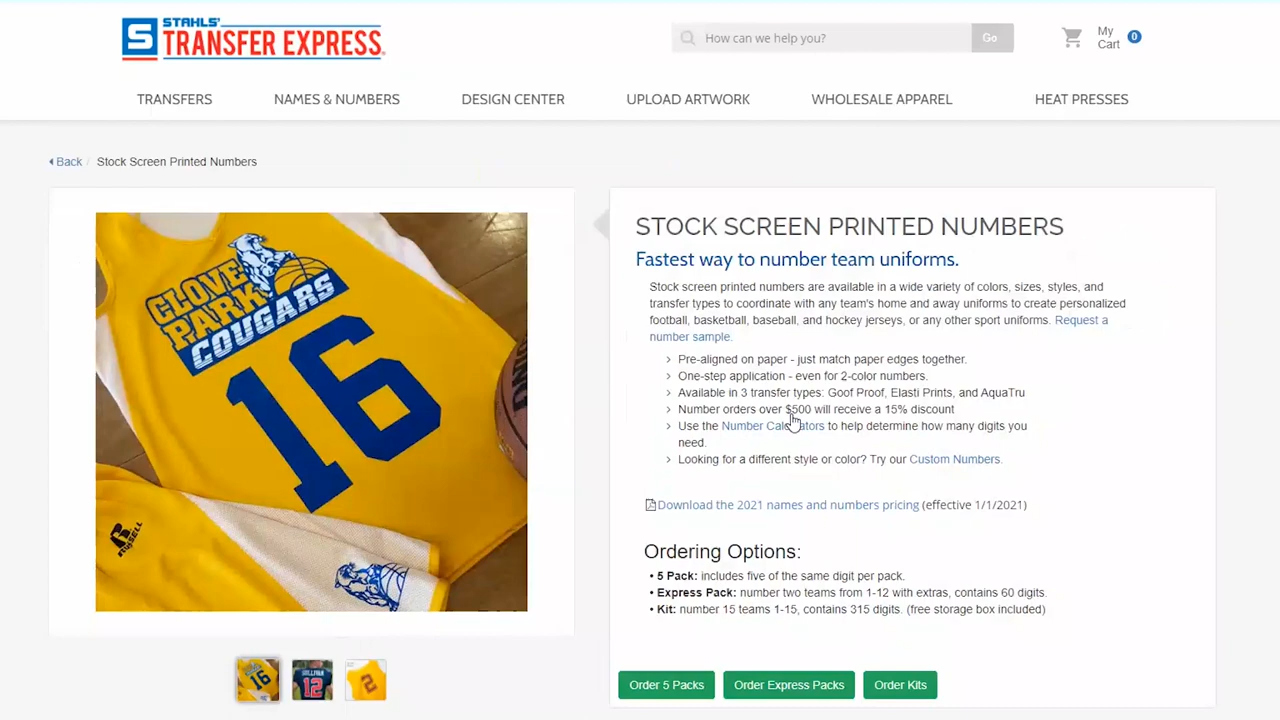 STAHLS'
S TRANSFER EXPRESS.
How can we help you?
Go
My
Cart
0
TRANSFERS
NAMES & NUMBERS
DESIGN CENTER
UPLOAD ARTWORK
WHOLESALE APPAREL
HEAT PRESSES
Back / Stock Screen Printed Numbers
GLOVE
PARK
COUGARS
16
RUSSELL
STOCK SCREEN PRINTED NUMBERS
Fastest way to number team uniforms.
Stock screen printed numbers are available in a wide variety of colors, sizes, styles, and
transfer types to coordinate with any team's home and away uniforms to create personalized
football, basketball, baseball, and hockey jerseys, or any other sport uniforms. Request a
number sample.
Pre-aligned on paper - just match paper edges together.
One-step application - even for 2-color numbers.
Available in 3 transfer types: Goof Proof, Elasti Prints, and AquaTru
Number orders over $500 will receive a 15% discount
Use the Number Calculators to help determine how many digits you
need.
Looking for a different style or color? Try our Custom Numbers.
Download the 2021 names and numbers pricing (effective 1/1/2021)
Ordering Options:
• 5 Pack: includes five of the same digit per pack.
• Express Pack: number two teams from 1-12 with extras, contains 60 digits.
• Kit: number 15 teams 1-15, contains 315 digits. (free storage box included)
16
SULLIVAN
12
2
Order 5 Packs
Order Express Packs
Order Kits